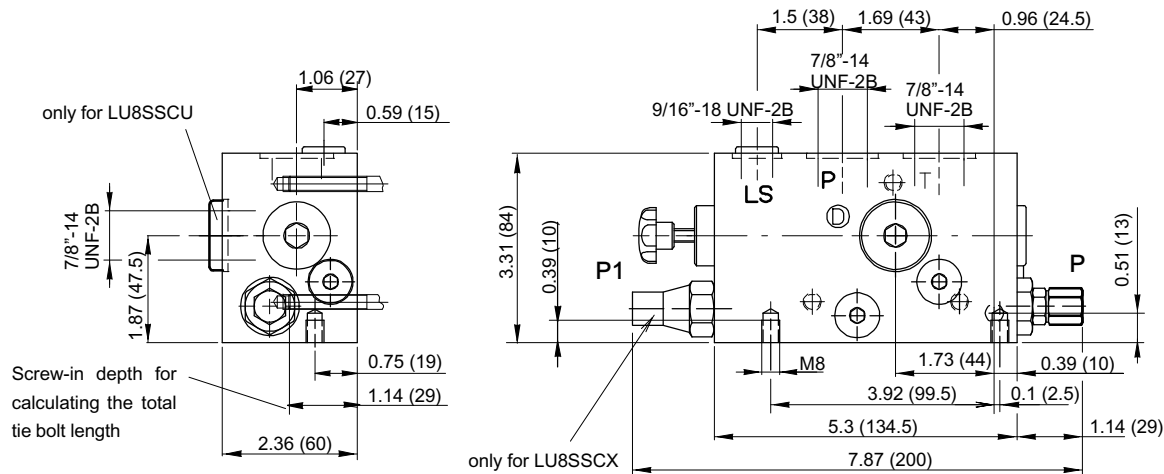 1.5 (38)
1.69 (43)
0.96 (24.5)
1.06 (27)
7/8”-14
UNF-2B
7/8”-14
UNF-2B
only for LU8SSCU
0.59 (15)
9/16”-18 UNF-2B
LS
P
T
D
7/8”-14
UNF-2B
1.87 (47.5)
3.31 (84)
0.39 (10)
P1
P
0.51 (13)
0.75 (19)
M8
1.73 (44)
0.39 (10)
Screw-in depth for
calculating the total
tie bolt length
1.14 (29)
3.92 (99.5)
0.1 (2.5)
2.36 (60)
5.3 (134.5)
1.14 (29)
only for LU8SSCX
7.87 (200)